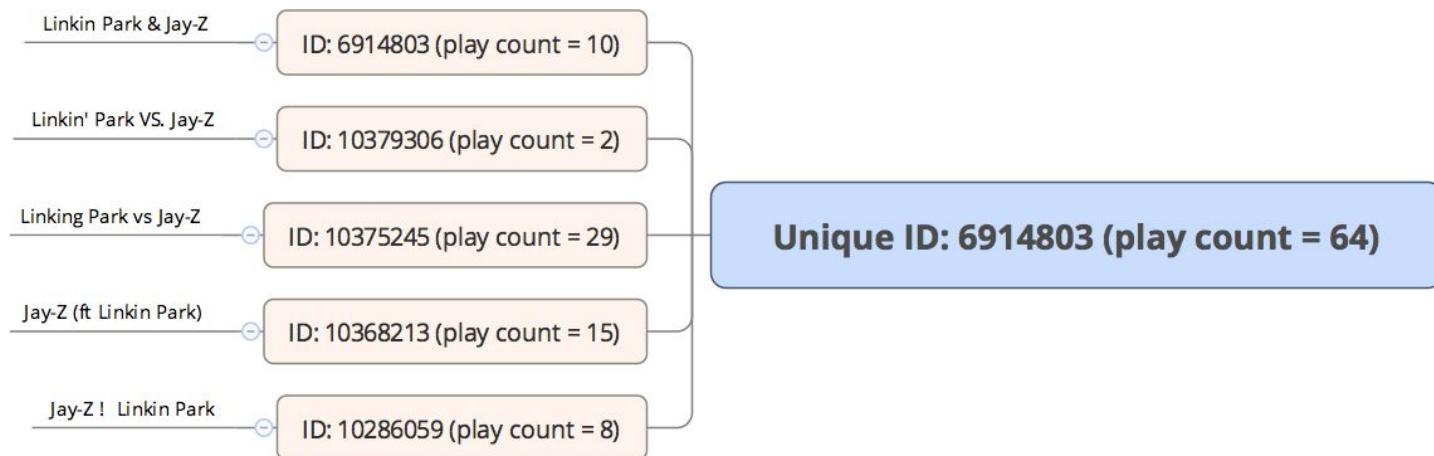 Linkin Park & Jay-Z
ID: 6914803 (play count = 10)
Linkin' Park VS. Jay-Z
ID: 10379306 (play count = 2)
Linking Park vs Jay-Z
ID: 10375245 (play count = 29)
Jay-Z (ft Linkin Park)
ID: 10368213 (play count = 15)
Jay-Z ! Linkin Park
ID: 10286059 (play count = 8)
Unique ID: 6914803 (play count = 64)